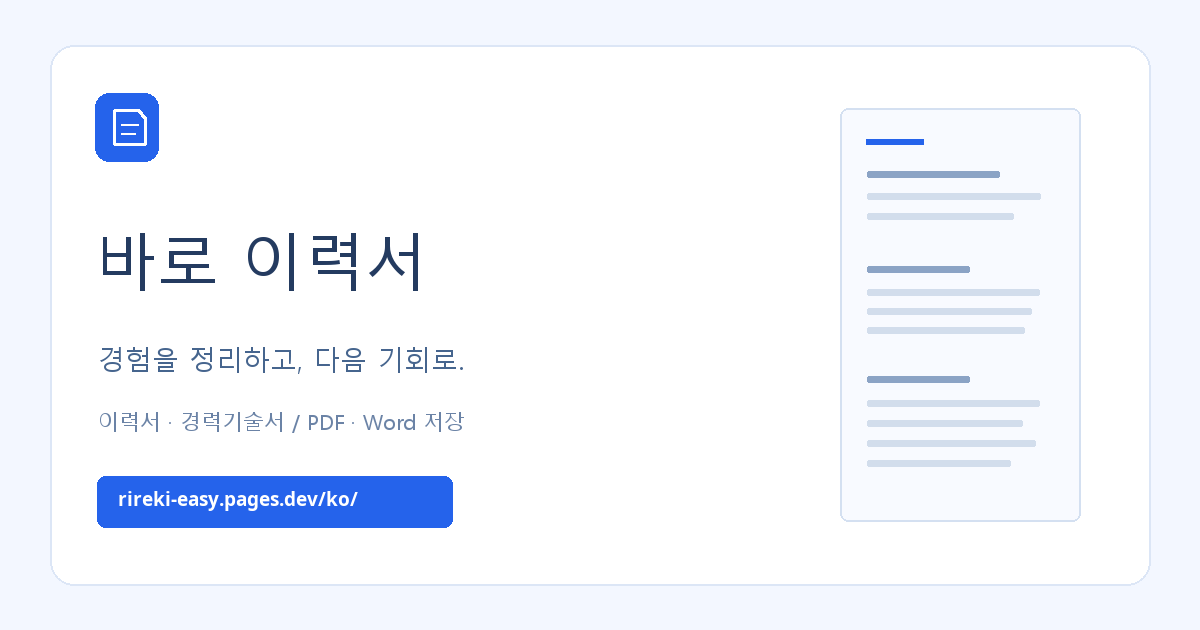 바로 이력서
경험을 정리하고, 다음 기회로.
이력서 · 경력기술서 / PDF · Word 저장
rireki-easy.pages.dev/ko/